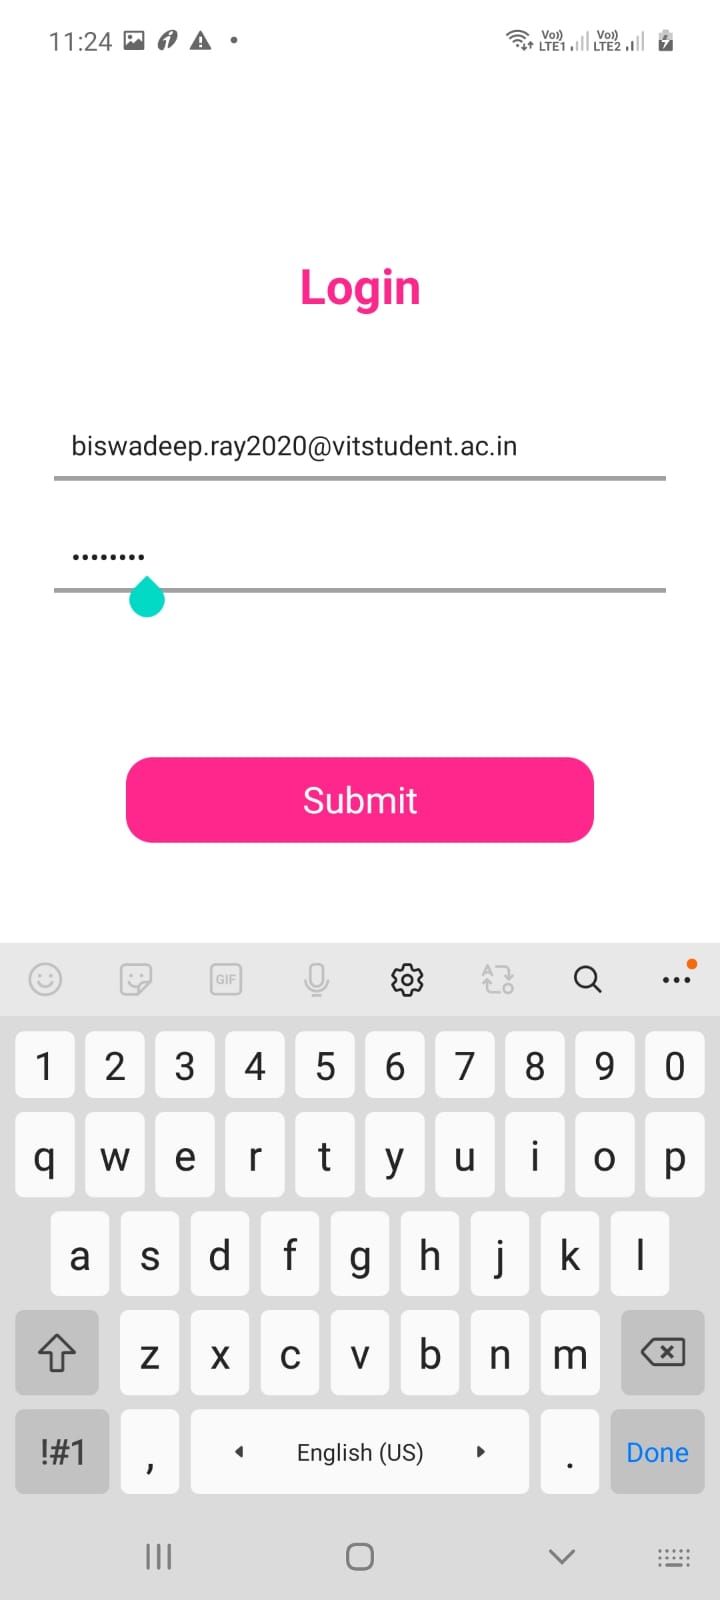 11:24 Vo)) LTE1 Vo)) LTE2
Login
biswadeep.ray2020@vitstudent.ac.in
••••••••
Submit
GIF
1 2 3 4 5 6 7 8 9 0
q w e r t y u i o p
a s d f g h j k l
z x c v b n m
!#1 , English (US) . Done